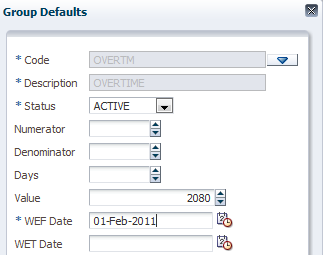 Group Defaults
* Code OVERTM
* Description OVERTIME
* Status ACTIVE
Numerator
Denominator
Days
Value 2080
* WEF Date 01-Feb-2011
WET Date